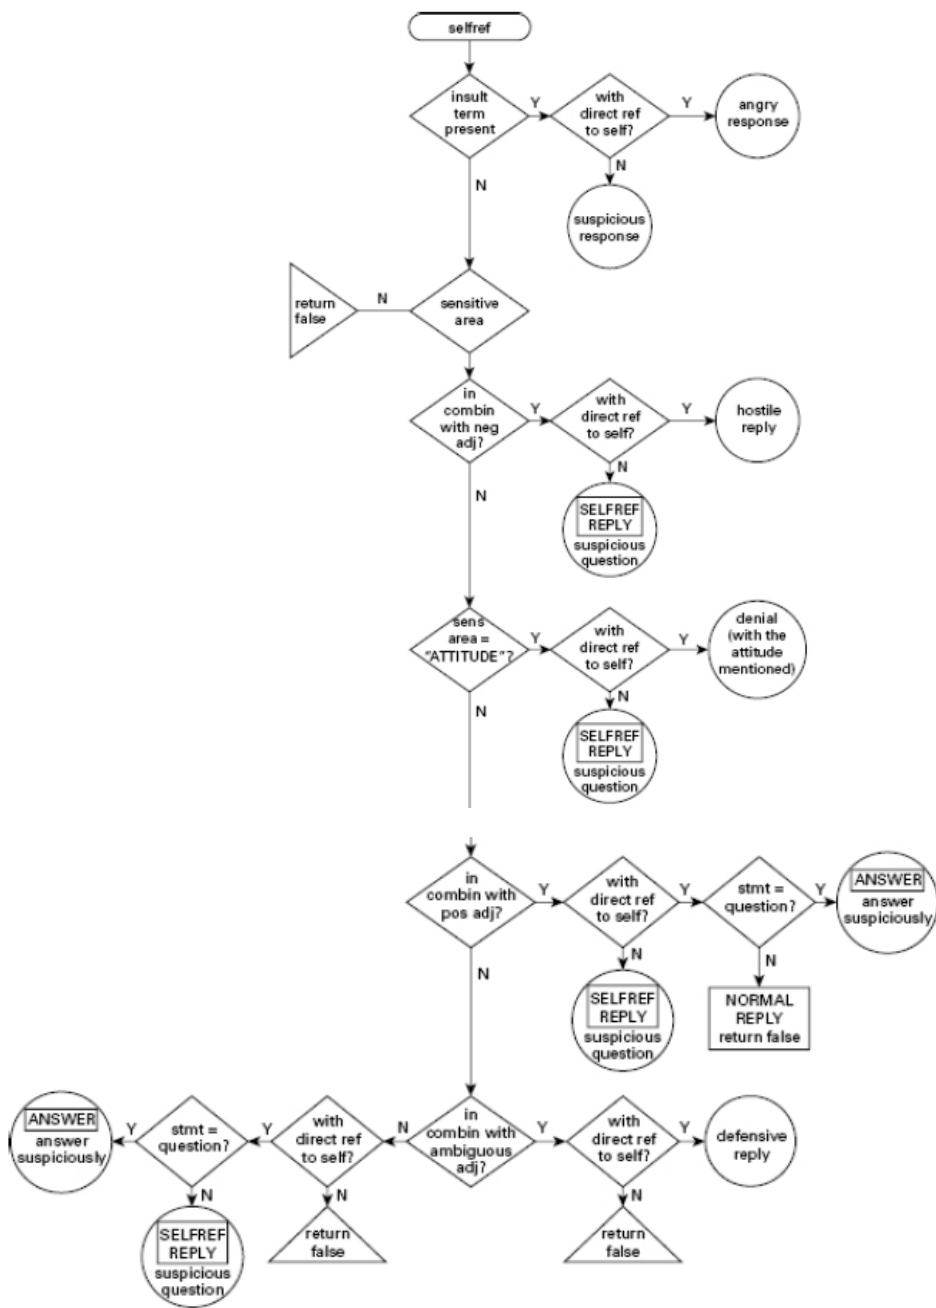 selfref
insult
term
present
Y
with
direct ref
to self?
Y
angry
response
N
N
suspicious
response
return
false
N
sensitive
area
in
combin
with neg
adj?
Y
with
direct ref
to self?
Y
hostile
reply
N
N
SELFREF
REPLY
suspicious
question
sens
area =
"ATTITUDE"?
Y
with
direct ref
to self?
Y
denial
(with the
attitude
mentioned)
N
N
SELFREF
REPLY
suspicious
question
in
combin with
pos adj?
Y
with
direct ref
to self?
Y
stmt =
question?
Y
ANSWER
answer
suspiciously
N
N
N
SELFREF
REPLY
suspicious
question
NORMAL
REPLY
return false
ANSWER
answer
suspiciously
Y
stmt =
question?
Y
with
direct ref
to self?
N
in
combin with
ambiguous
adj?
Y
with
direct ref
to self?
Y
defensive
reply
N
N
N
SELFREF
REPLY
suspicious
question
return
false
return
false